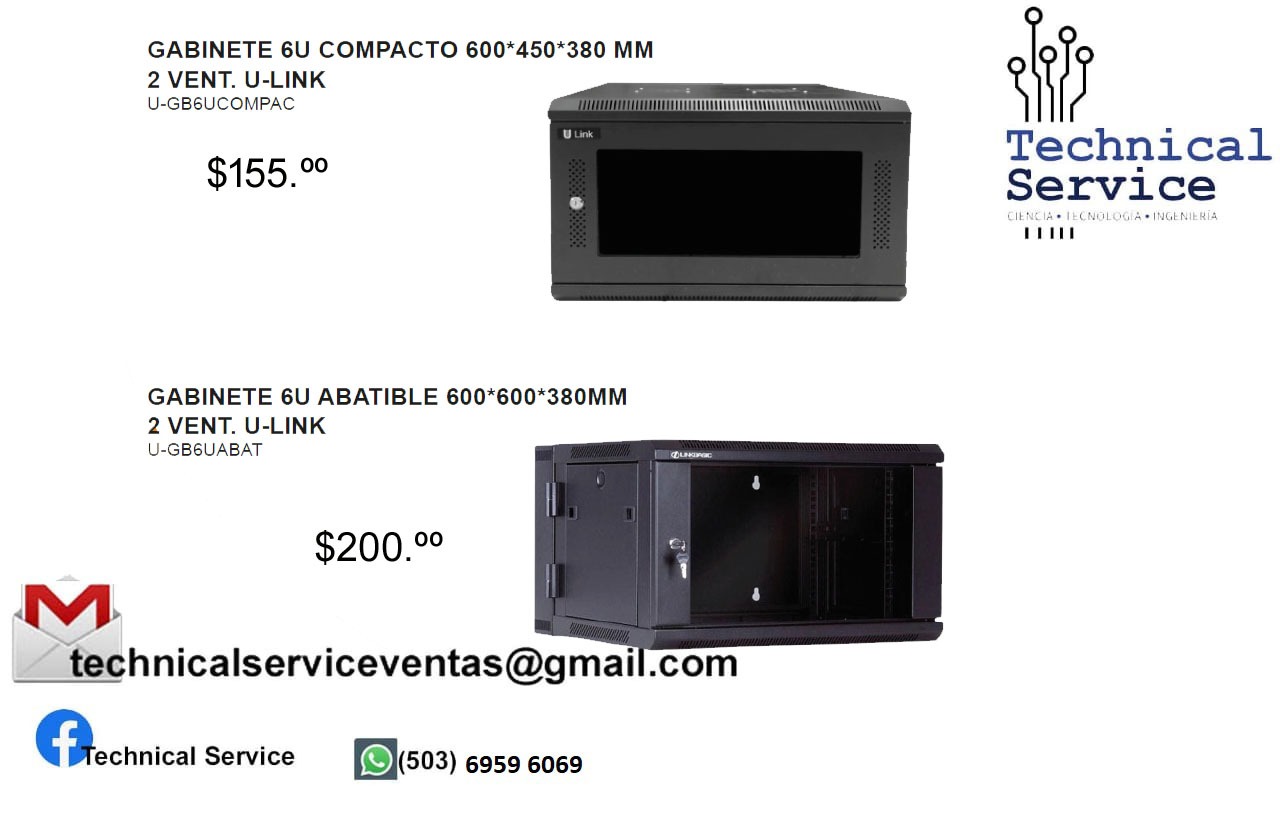 GABINETE 6U COMPACTO 600*450*380 MM
2 VENT. U-LINK
U-GB6UCOMPAC
$155.ºº
U Link
Technical
Service
CIENCIA • TECNOLOGÍA • INGENIERÍA
GABINETE 6U ABATIBLE 600*600*380MM
2 VENT. U-LINK
U-GB6UABAT
$200.ºº
LINKBASIC
technicalserviceventas@gmail.com
Technical Service
(503) 6959 6069